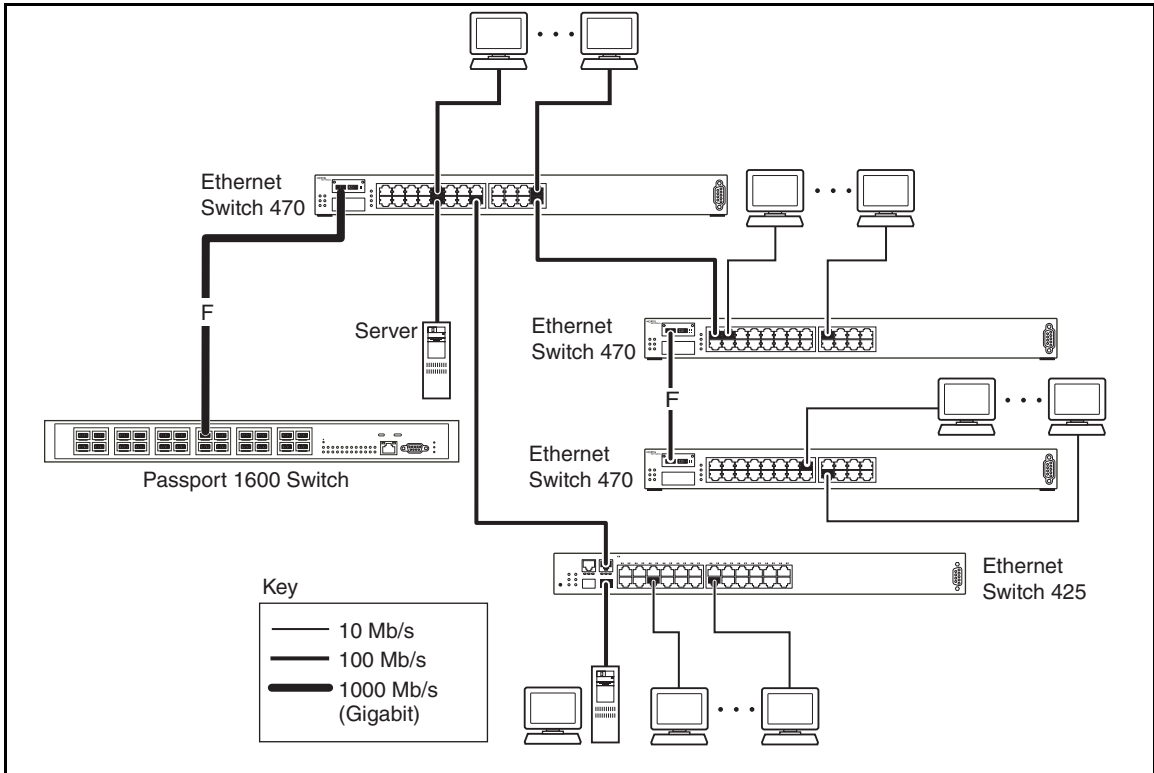 Ethernet
Switch 470
F
Server
Ethernet
Switch 470
F
Passport 1600 Switch
Ethernet
Switch 470
Ethernet
Switch 425
Key
10 Mb/s
100 Mb/s
1000 Mb/s
(Gigabit)